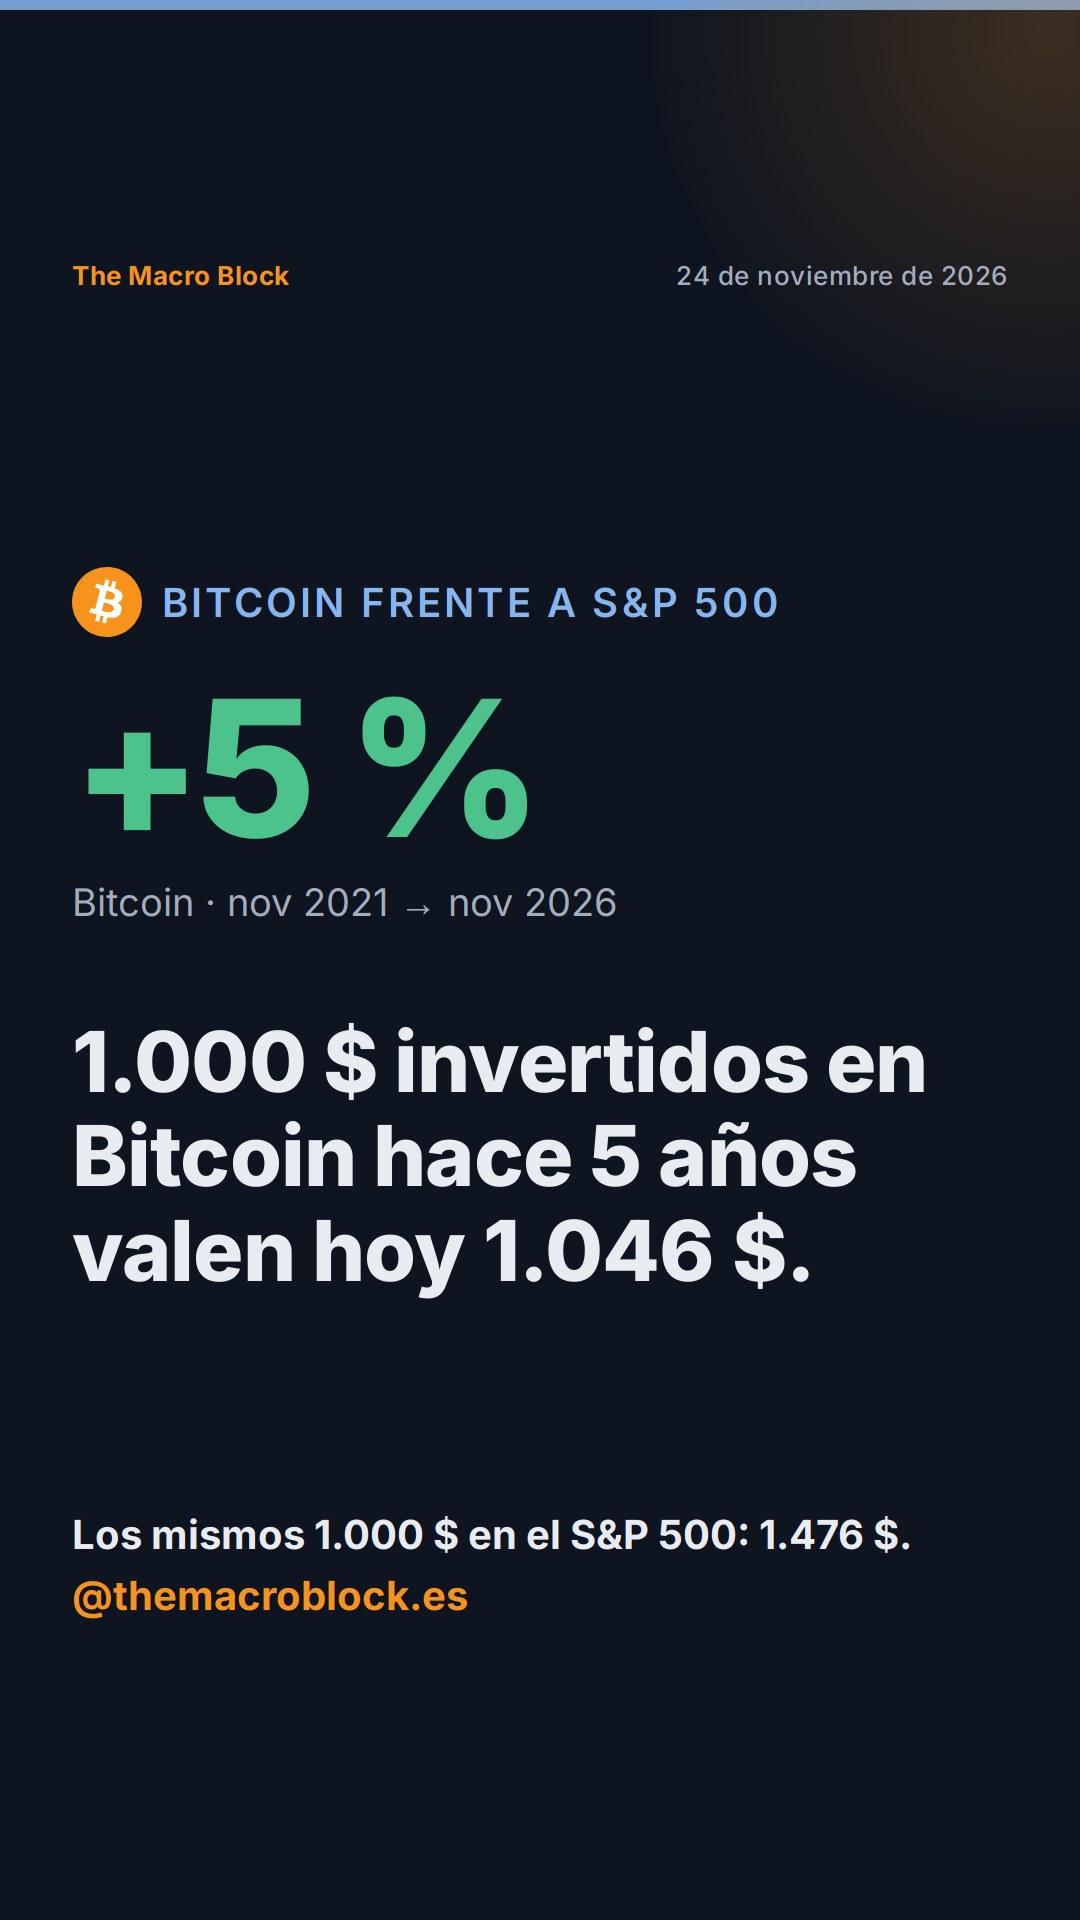 The Macro Block
24 de noviembre de 2026
BITCOIN FRENTE A S&P 500
+5 %
Bitcoin · nov 2021 → nov 2026
1.000 $ invertidos en
Bitcoin hace 5 años
valen hoy 1.046 $.
Los mismos 1.000 $ en el S&P 500: 1.476 $.
@themacroblock.es